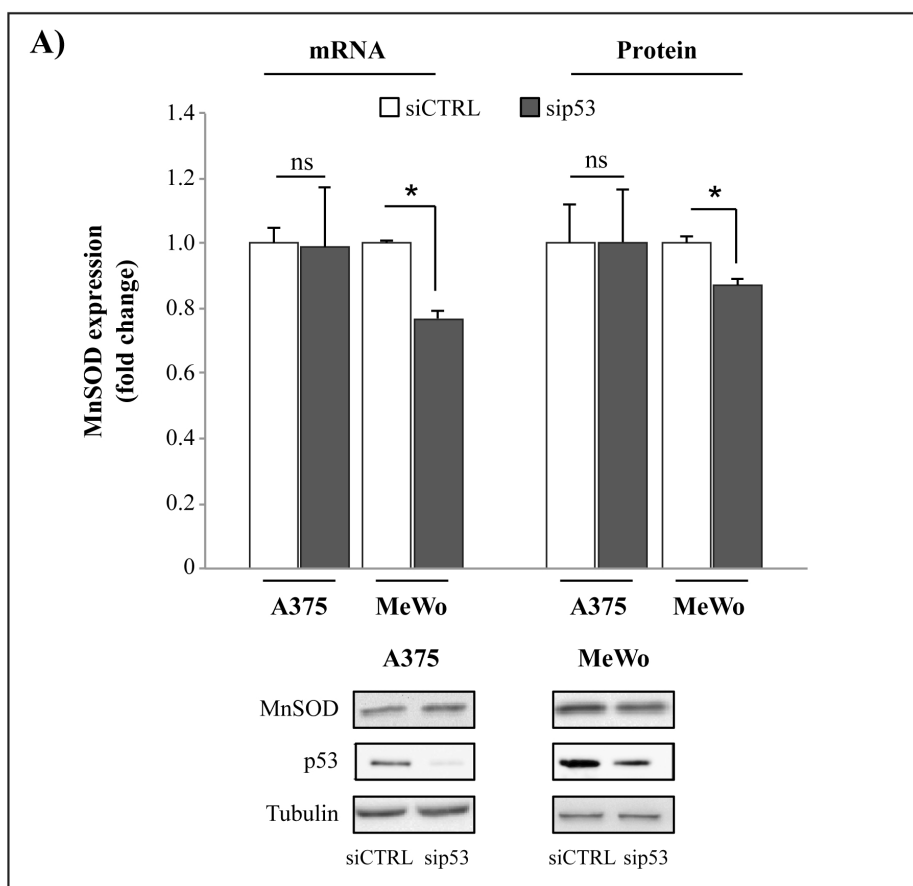 A)
mRNA Protein
siCTRL sip53
1.4
1.2
1.0
0.8
0.6
0.4
0.2
0
MnSOD expression
(fold change)
ns * ns *
A375 MeWo A375 MeWo
A375 MeWo
MnSOD
p53
Tubulin
siCTRL sip53 siCTRL sip53